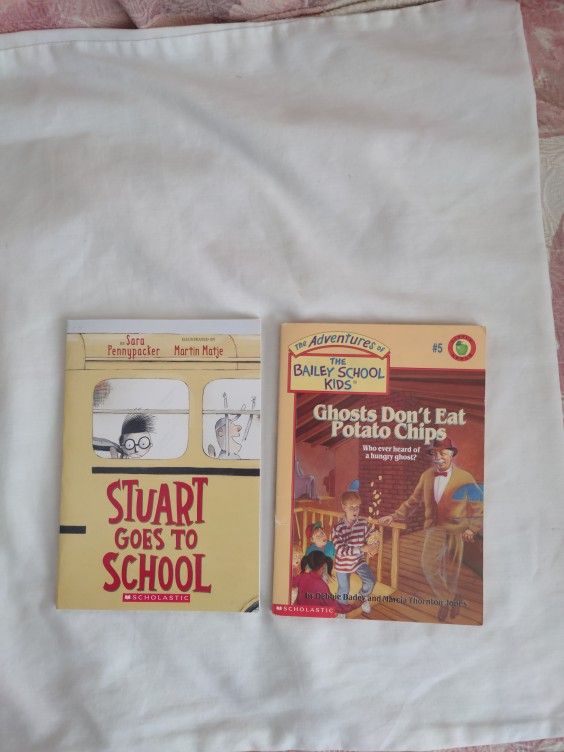 BY Sara Pennypacker
ILLUSTRATED BY Martin Matje
STUART
GOES TO
SCHOOL
SCHOLASTIC
The Adventures of
THE
BAILEY SCHOOL
KIDS®
#5
Ghosts Don't Eat
Potato Chips
Who ever heard of
a hungry ghost?
by Debbie Dadey and Marcia Thornton Jones
SCHOLASTIC